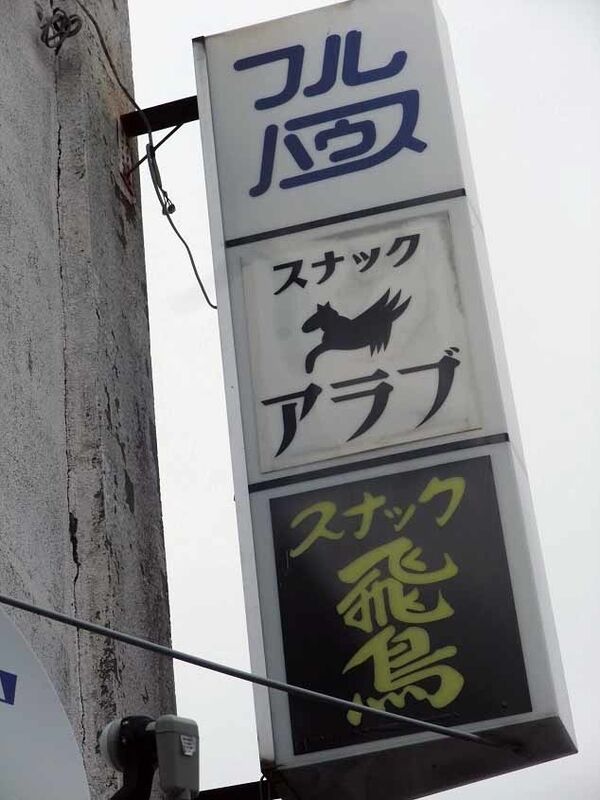 フル
ハウス
スナック
アラブ
スナック
飛鳥